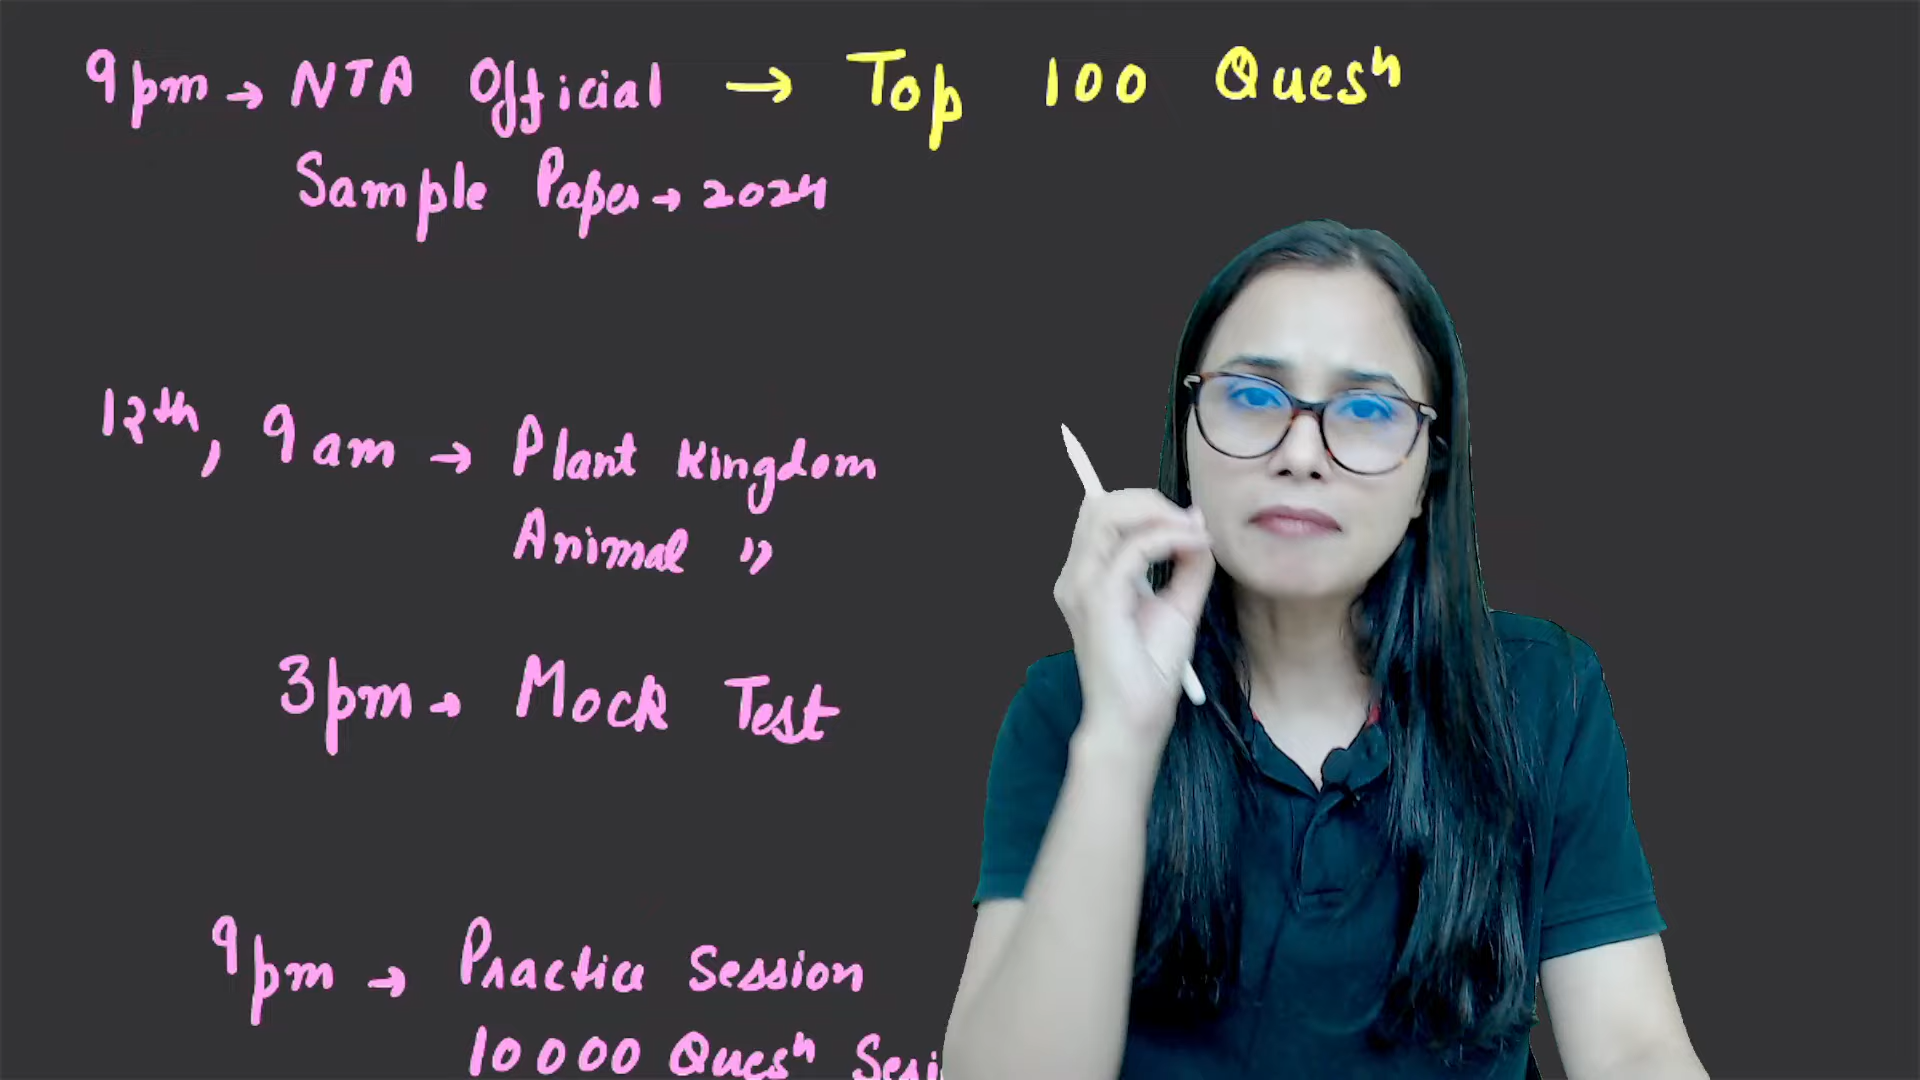 9pm → NTA Official → Top 100 Quesⁿ
Sample Paper → 2024
12th, 9am → Plant Kingdom
Animal "
3pm → Mock Test
9pm → Practice Session
10000 Quesⁿ